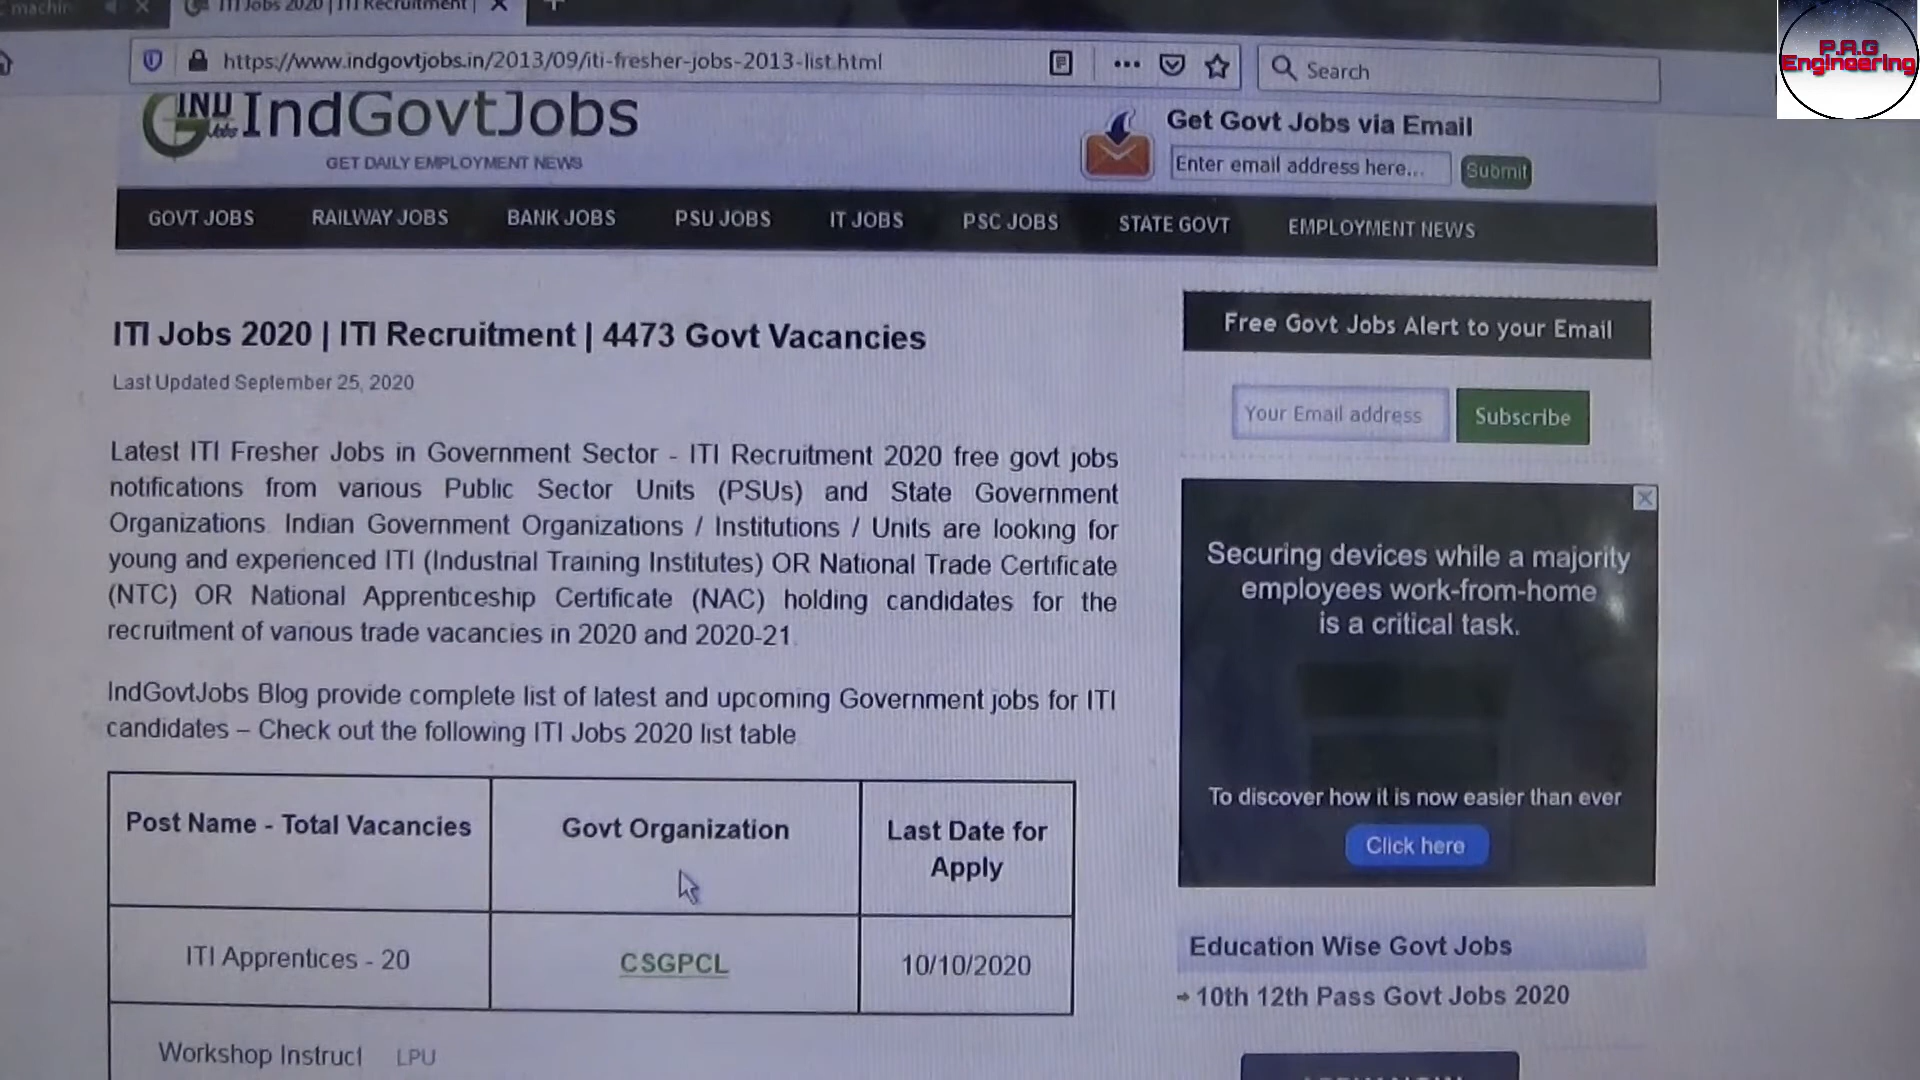 machin
ITI Jobs 2020 | ITI Recruitment |
https://www.indgovtjobs.in/2013/09/iti-fresher-jobs-2013-list.html
Search
P.A.G
Engineering
IndGovtJobs
GET DAILY EMPLOYMENT NEWS
Get Govt Jobs via Email
Enter email address here...
Submit
GOVT JOBS
RAILWAY JOBS
BANK JOBS
PSU JOBS
IT JOBS
PSC JOBS
STATE GOVT
EMPLOYMENT NEWS
ITI Jobs 2020 | ITI Recruitment | 4473 Govt Vacancies
Last Updated September 25, 2020
Latest ITI Fresher Jobs in Government Sector - ITI Recruitment 2020 free govt jobs
notifications from various Public Sector Units (PSUs) and State Government
Organizations. Indian Government Organizations / Institutions / Units are looking for
young and experienced ITI (Industrial Training Institutes) OR National Trade Certificate
(NTC) OR National Apprenticeship Certificate (NAC) holding candidates for the
recruitment of various trade vacancies in 2020 and 2020-21.
IndGovtJobs Blog provide complete list of latest and upcoming Government jobs for ITI
candidates – Check out the following ITI Jobs 2020 list table
Post Name - Total Vacancies
Govt Organization
Last Date for
Apply
ITI Apprentices - 20
CSGPCL
10/10/2020
Workshop Instruct
LPU
Free Govt Jobs Alert to your Email
Your Email address
Subscribe
Securing devices while a majority
employees work-from-home
is a critical task.
To discover how it is now easier than ever
Click here
Education Wise Govt Jobs
10th 12th Pass Govt Jobs 2020